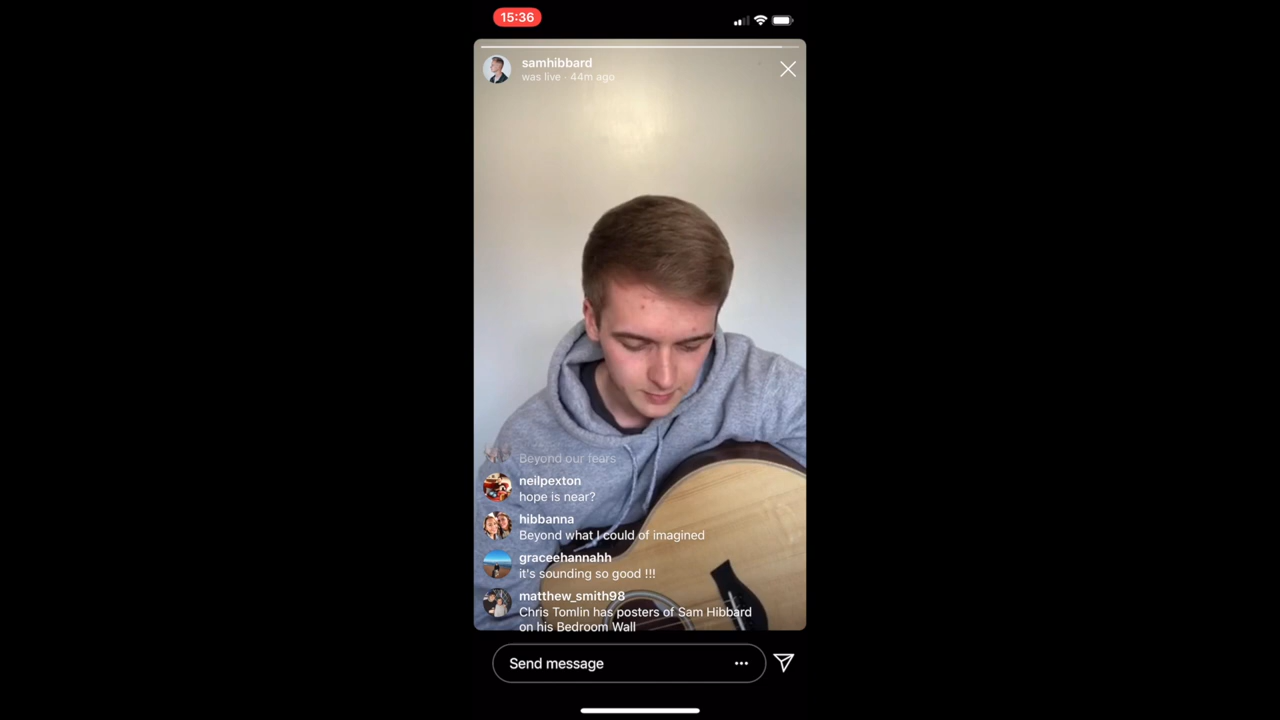 15:36
samhibbard
was live · 44m ago
Beyond our fears
neilpexton
hope is near?
hibbanna
Beyond what I could of imagined
graceehannahh
it's sounding so good !!!
matthew_smith98
Chris Tomlin has posters of Sam Hibbard
on his Bedroom Wall
Send message